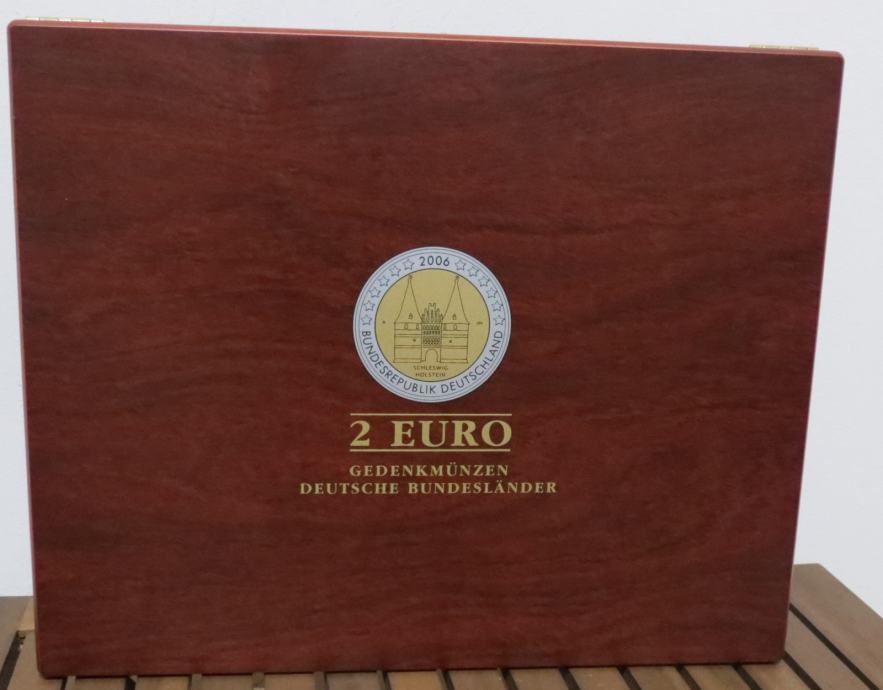 2006
SCHLESWIG
HOLSTEIN
BUNDESREPUBLIK DEUTSCHLAND
2 EURO
GEDENKMÜNZEN
DEUTSCHE BUNDESLÄNDER